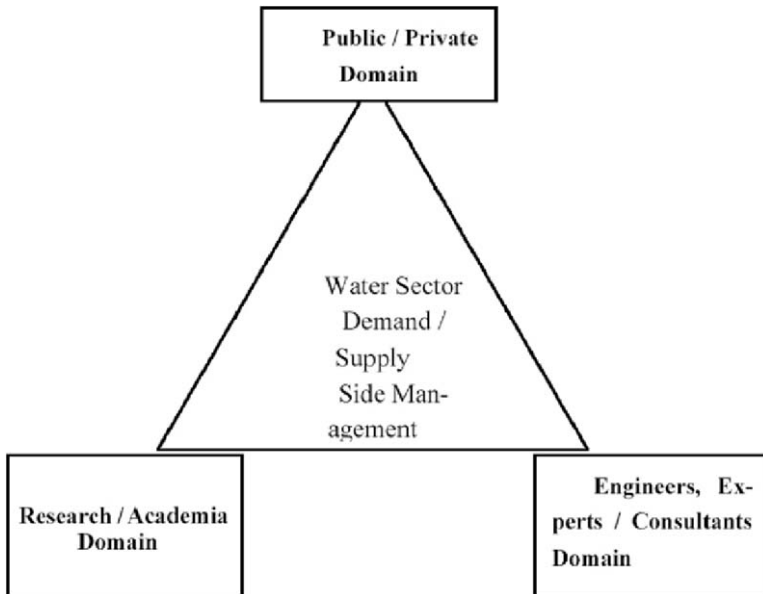 Public / Private
Domain
Water Sector
Demand /
Supply
Side Man-
agement
Research / Academia
Domain
Engineers, Ex-
perts / Consultants
Domain